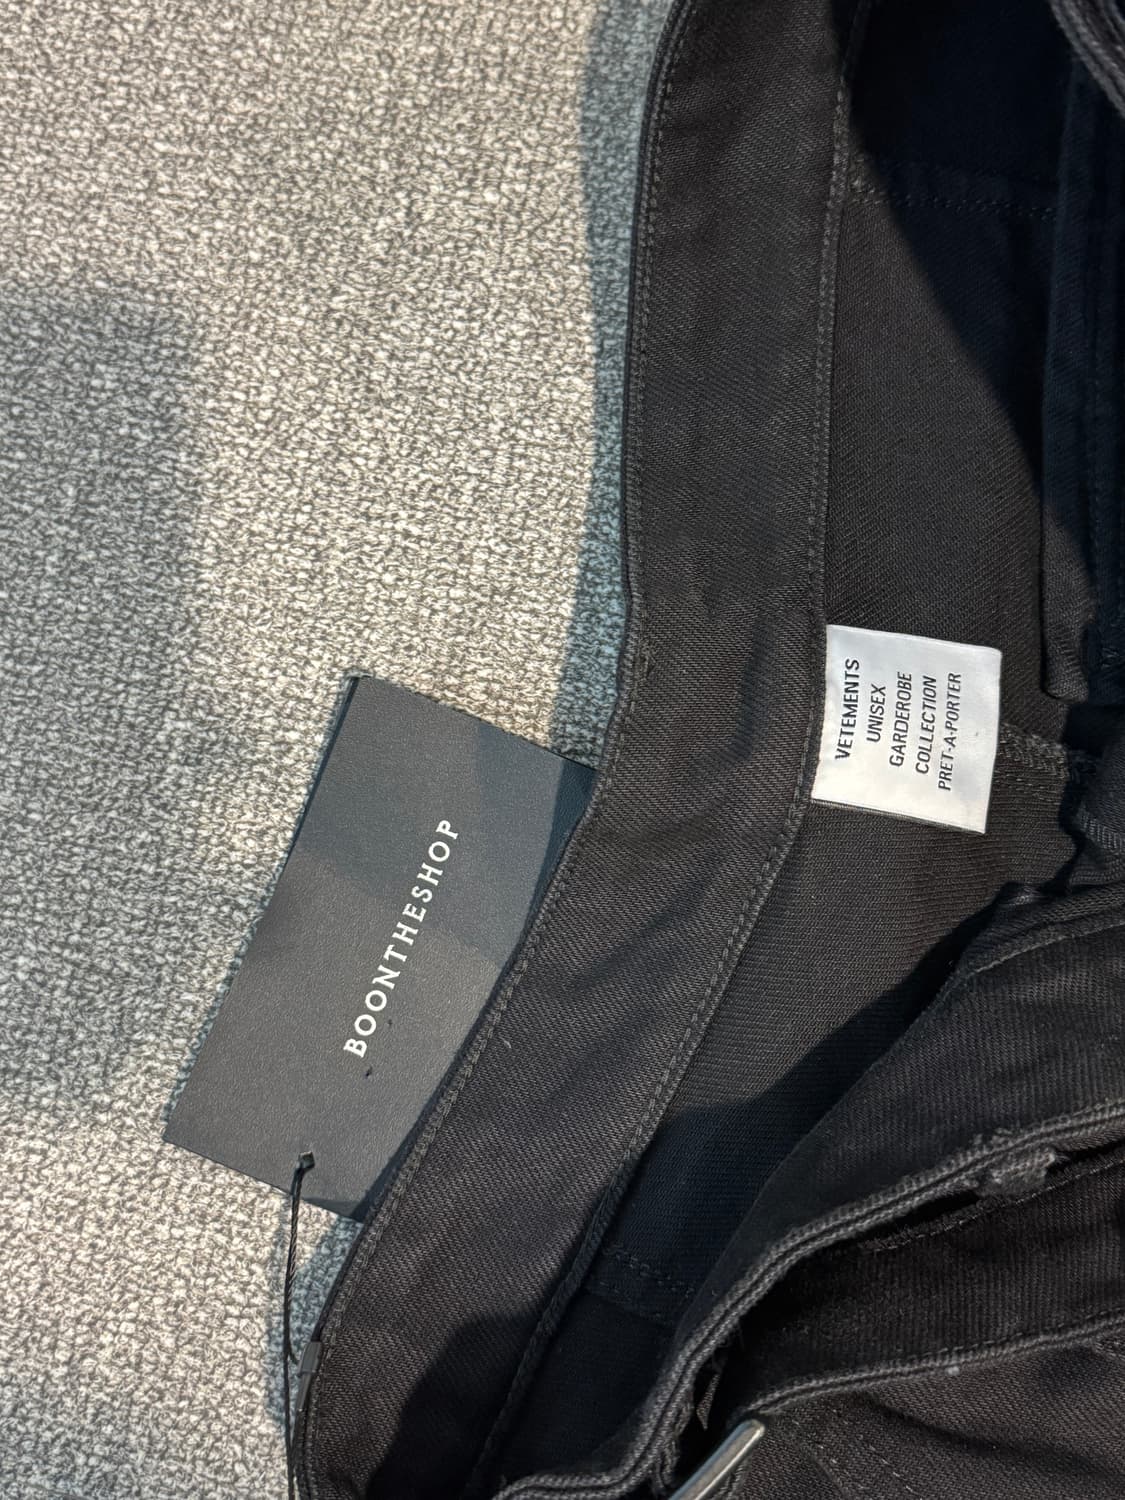 BOONTHESHOP
VETEMENTS
UNISEX
GARDEROBE
COLLECTION
PRET-A-PORTER